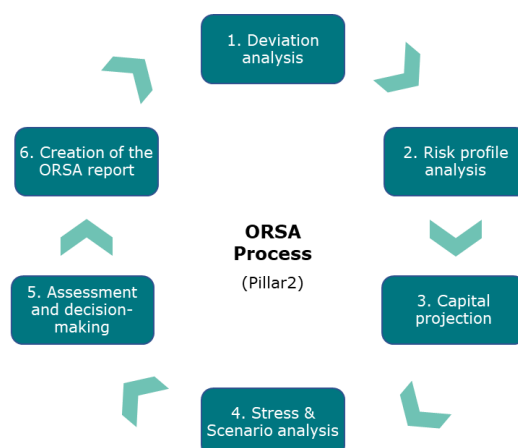 1. Deviation
analysis
2. Risk profile
analysis
3. Capital
projection
4. Stress &
Scenario analysis
5. Assessment
and decision-
making
6. Creation of the
ORSA report
ORSA
Process
(Pillar2)